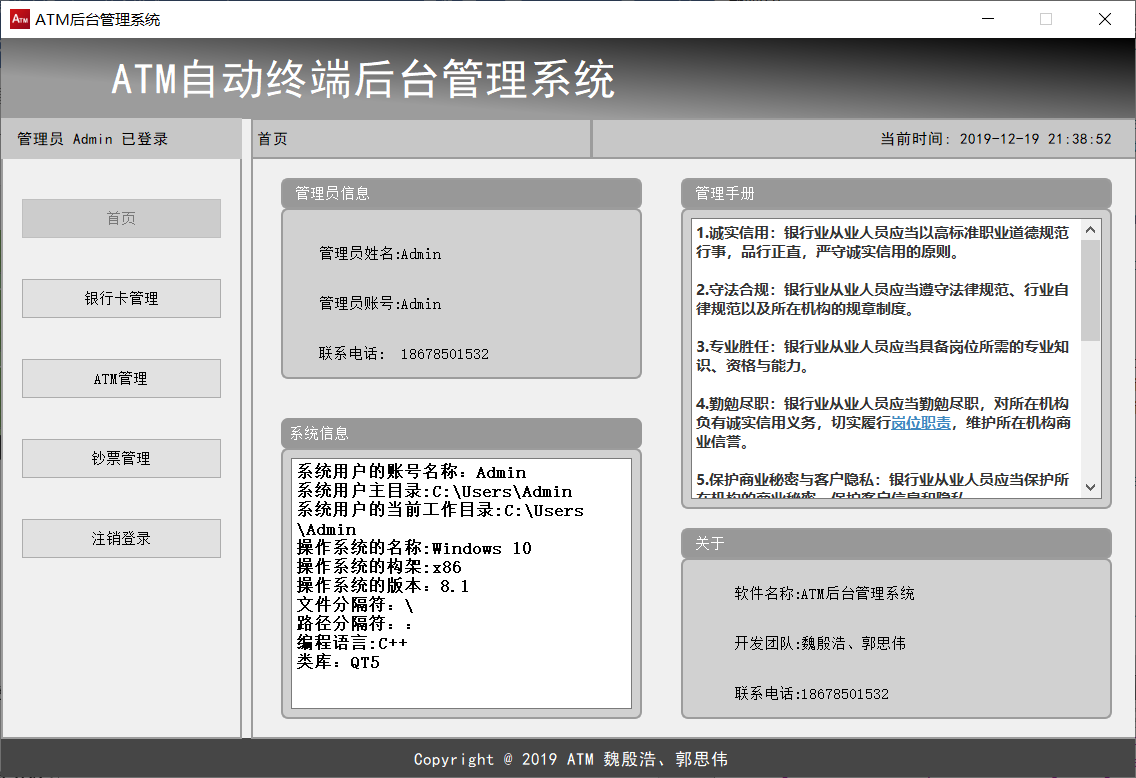 ATM ATM后台管理系统
ATM自动终端后台管理系统
管理员 Admin 已登录
首页
当前时间: 2019-12-19 21:38:52
首页
银行卡管理
ATM管理
钞票管理
注销登录
管理员信息
管理员姓名:Admin
管理员账号:Admin
联系电话: 18678501532
系统信息
系统用户的账号名称: Admin
系统用户主目录:C:\Users\Admin
系统用户的当前工作目录:C:\Users
\Admin
操作系统的名称:Windows 10
操作系统的构架:x86
操作系统的版本: 8.1
文件分隔符: \
路径分隔符: :
编程语言:C++
类库: QT5
管理手册
1.诚实信用：银行业从业人员应当以高标准职业道德规范
行事，品行正直，严守诚实信用的原则。
2.守法合规：银行业从业人员应当遵守法律规范、行业自
律规范以及所在机构的规章制度。
3.专业胜任：银行业从业人员应当具备岗位所需的专业知
识、资格与能力。
4.勤勉尽职：银行业从业人员应当勤勉尽职，对所在机构
负有诚实信用义务，切实履行岗位职责，维护所在机构商
业信誉。
5.保护商业秘密与客户隐私：银行业从业人员应当保护所
在机构的商业秘密，保护客户信息和隐私
关于
软件名称:ATM后台管理系统
开发团队:魏殷浩、郭思伟
联系电话:18678501532
Copyright @ 2019 ATM 魏殷浩、郭思伟